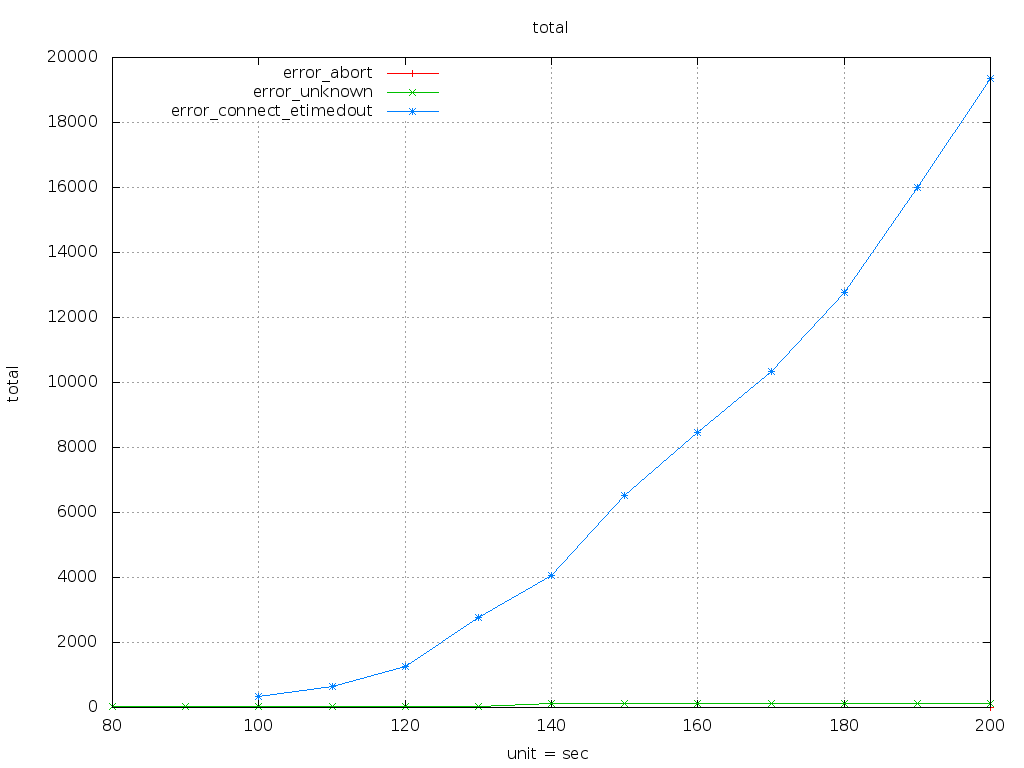 total
20000
18000
16000
14000
12000
10000
8000
6000
4000
2000
0
total
error_abort
error_unknown
error_connect_etimedout
80 100 120 140 160 180 200
unit = sec